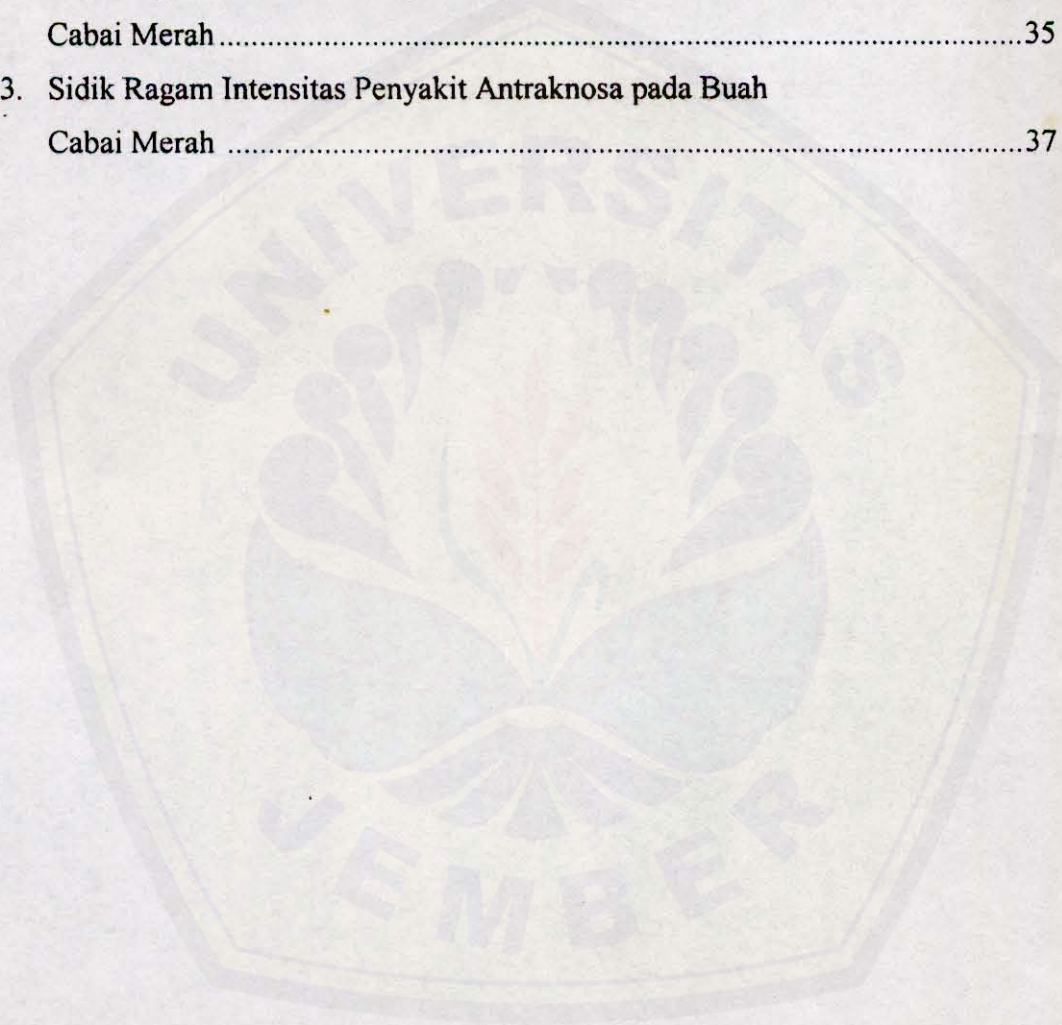 Cabai Merah ..........................................................................................35
3. Sidik Ragam Intensitas Penyakit Antraknosa pada Buah
Cabai Merah ..........................................................................................37
UNIVERSITAS
JEMBER